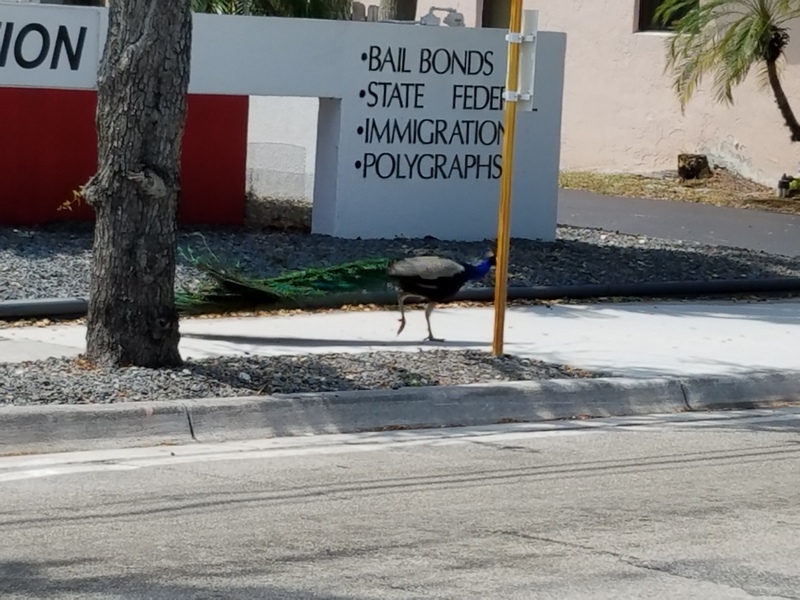 ION
•BAIL BONDS
•STATE FEDER
•IMMIGRATION
•POLYGRAPHS